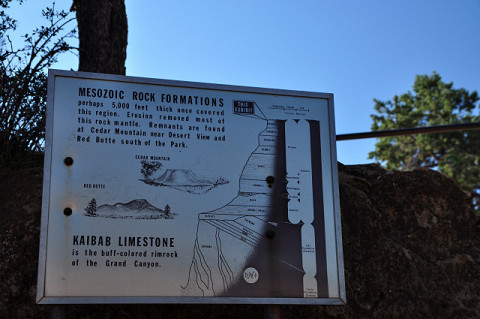 MESOZOIC ROCK FORMATIONS
perhaps 5,000 feet thick once covered
this region. Erosion removed most of
this rock mantle. Remnants are found
at Cedar Mountain near Desert View and
Red Butte south of the Park.
THIS EXHIBIT
CEDAR MOUNTAIN
RED BUTTE
KAIBAB LIMESTONE
is the buff-colored rimrock
of the Grand Canyon.